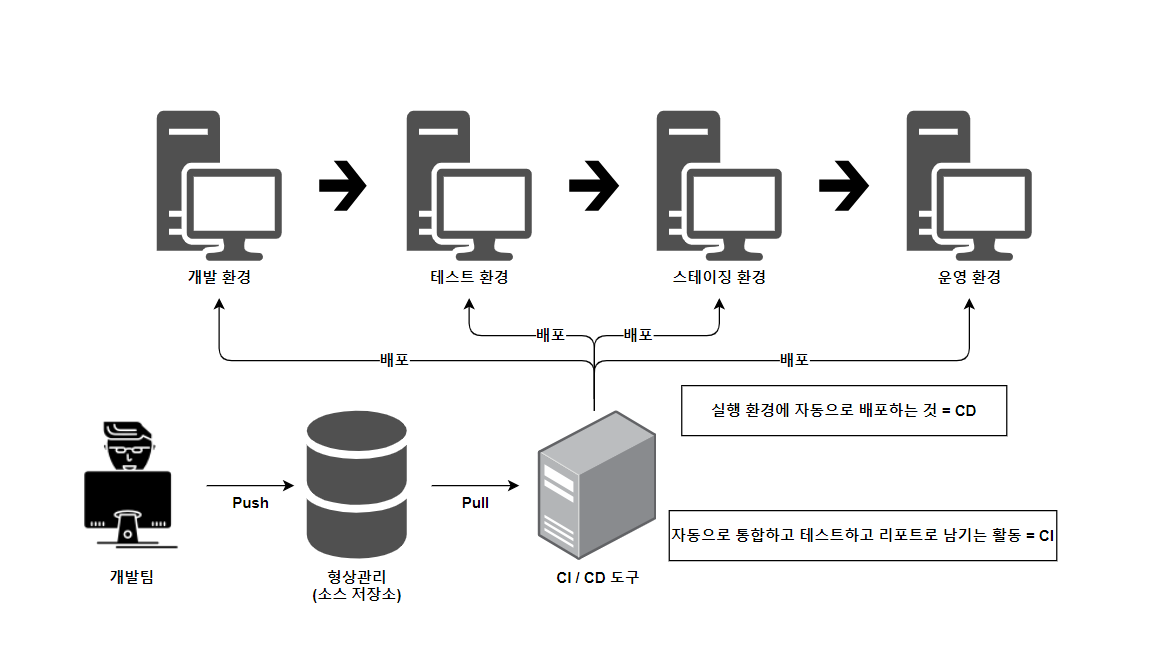 개발 환경
테스트 환경
스테이징 환경
운영 환경
배포
배포
배포
배포
실행 환경에 자동으로 배포하는 것 = CD
Push
Pull
자동으로 통합하고 테스트하고 리포트로 남기는 활동 = CI
개발팀
형상관리
(소스 저장소)
CI / CD 도구